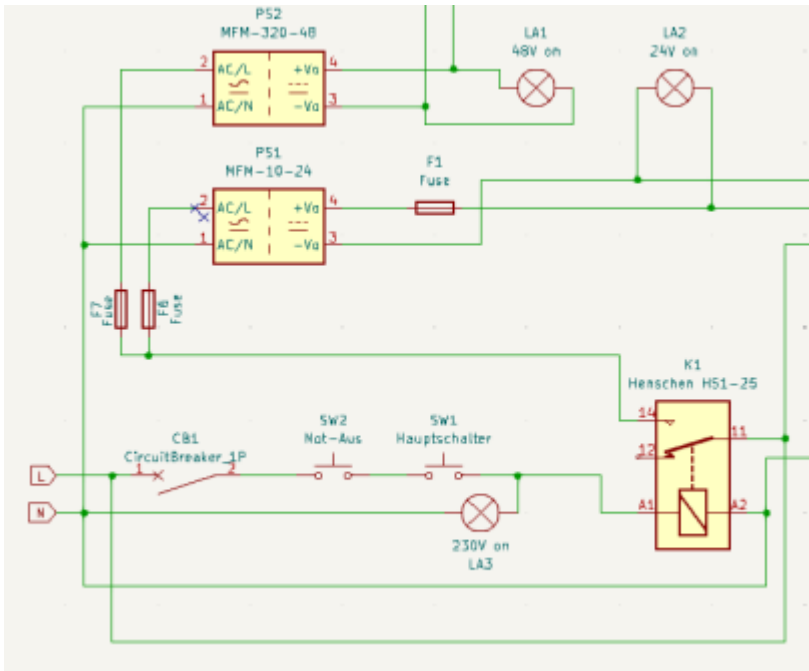 PS2
MFM-320-48
LA1
48V on
LA2
24V on
2 AC/L +Vo 4
1 AC/N -Vo 3
PS1
MFM-10-24
F1
Fuse
2 AC/L +Vo 4
1 AC/N -Vo 3
F7
Fuse
Fuse
K1
Henschen HS1-25
14
11
12
CB1
CircuitBreaker_1P
SW2
Not-Aus
SW1
Hauptschalter
L
1
2
N
A1
A2
230V on
LA3